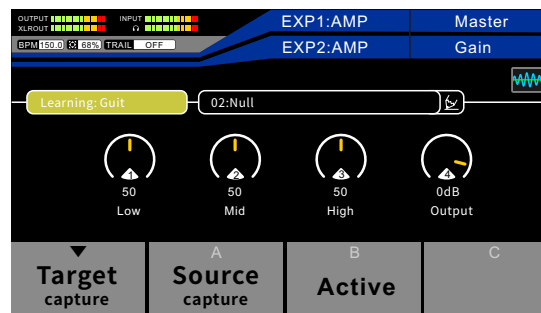 OUTPUT INPUT
XLROUT
BPM 150.0 68% TRAIL OFF
EXP1:AMP Master
EXP2:AMP Gain
Learning: Guit 02:Null
1 2 3 4
50 50 50 0dB
Low Mid High Output
A B C
Target Source Active
capture capture